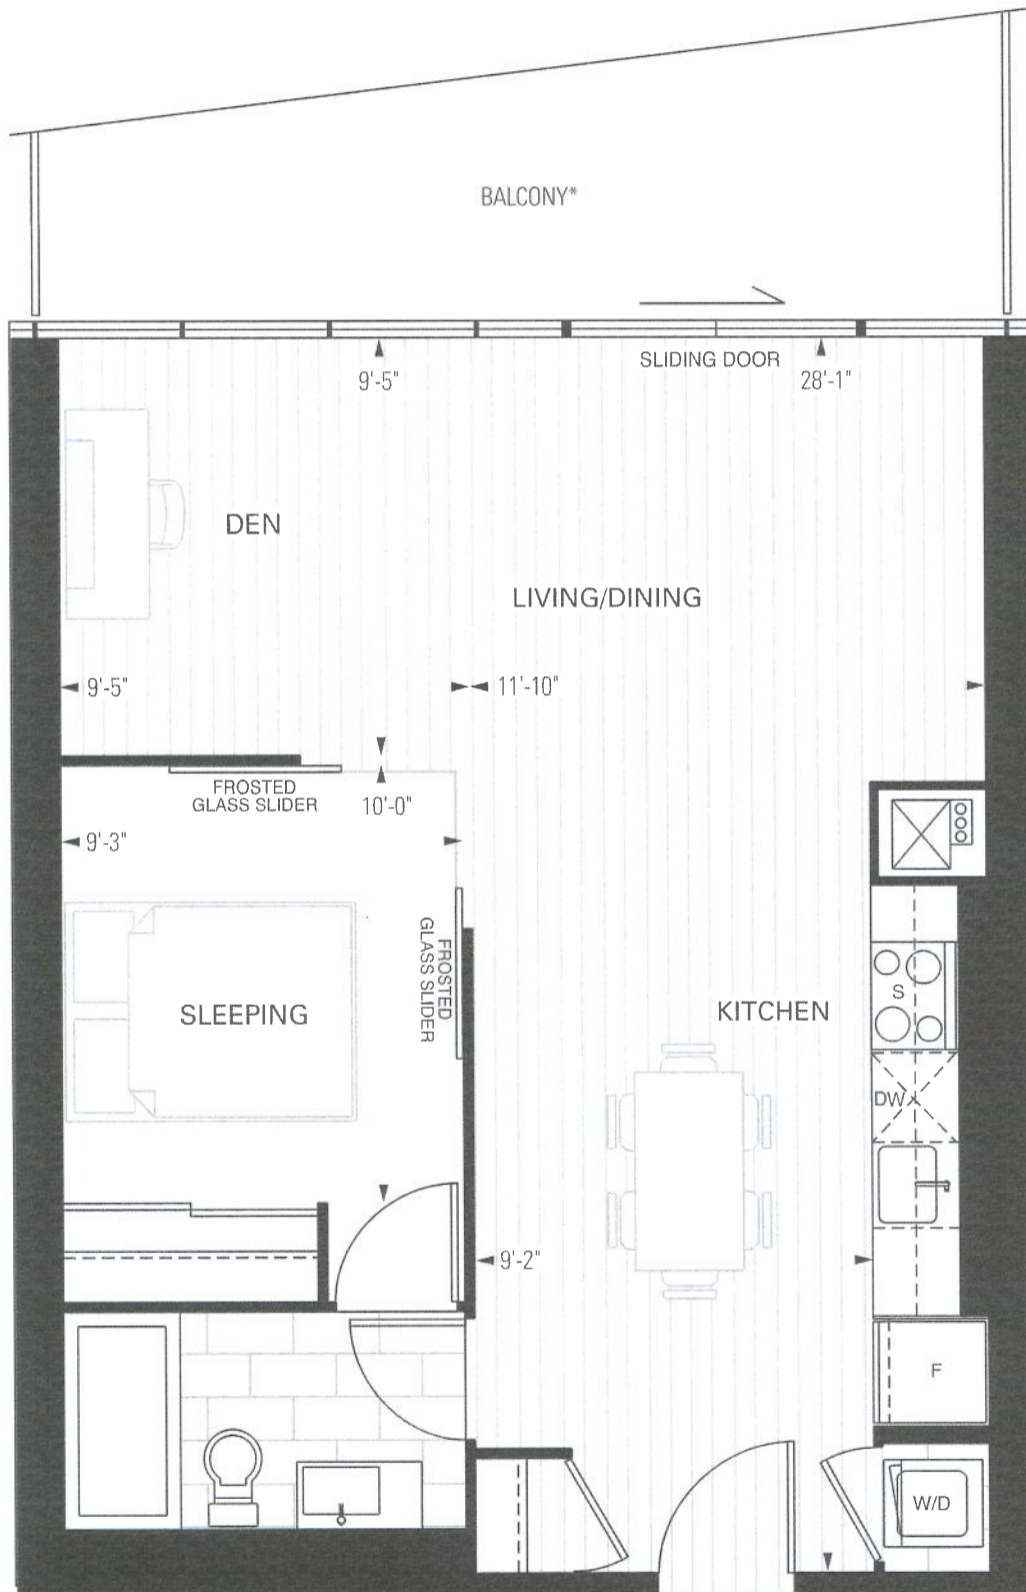 BALCONY*
SLIDING DOOR
9'-5"
28'-1"
DEN
LIVING/DINING
9'-5"
11'-10"
FROSTED
GLASS SLIDER
10'-0"
9'-3"
FROSTED
GLASS SLIDER
SLEEPING
KITCHEN
S
DW
9'-2"
F
W/D